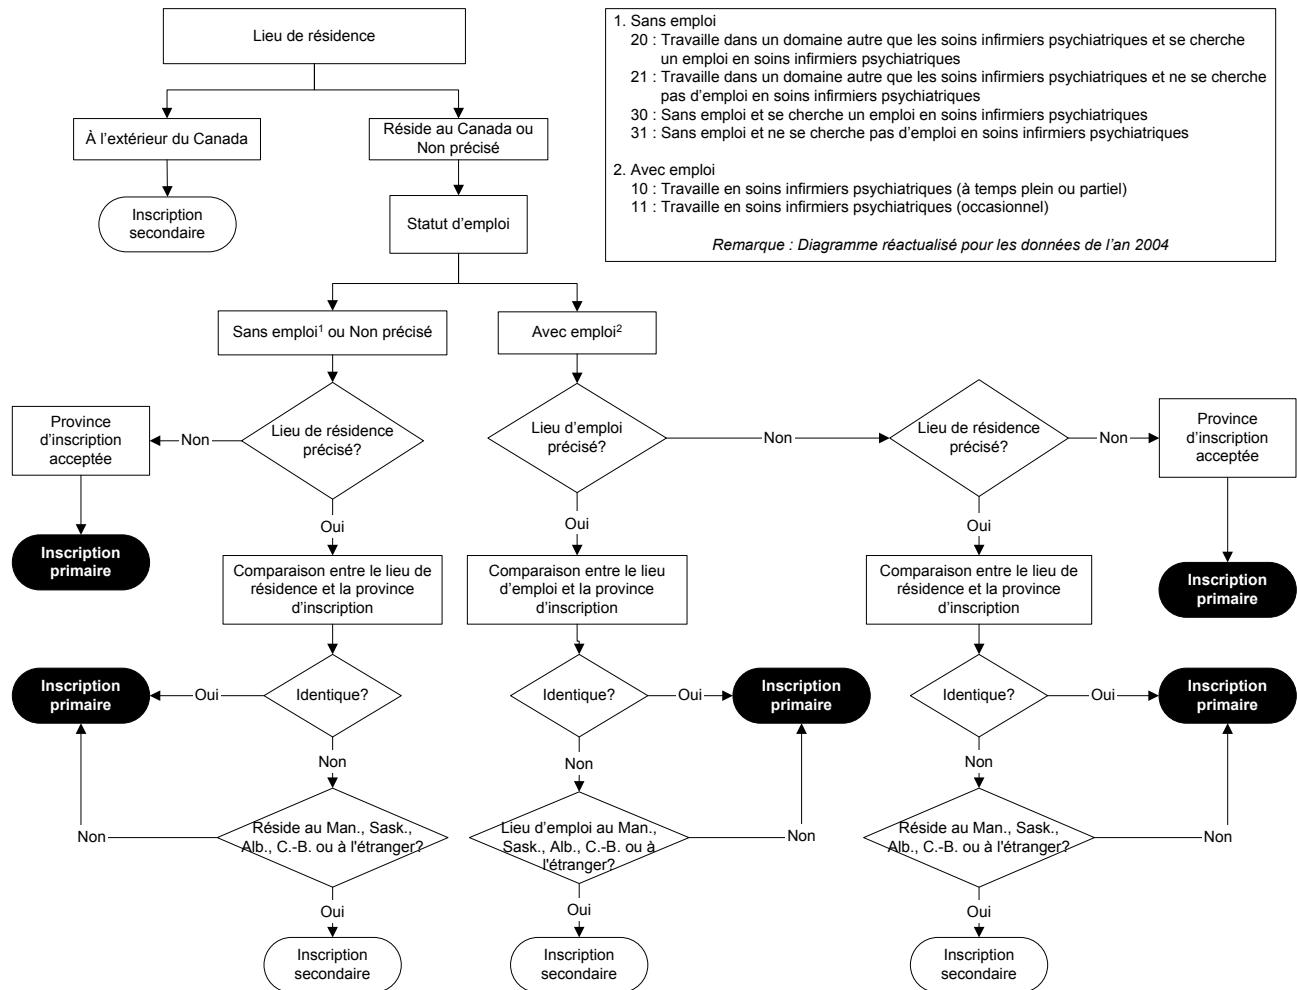 Lieu de résidence
1. Sans emploi
20 : Travaille dans un domaine autre que les soins infirmiers psychiatriques et se cherche
un emploi en soins infirmiers psychiatriques
21 : Travaille dans un domaine autre que les soins infirmiers psychiatriques et ne se cherche
pas d'emploi en soins infirmiers psychiatriques
30 : Sans emploi et se cherche un emploi en soins infirmiers psychiatriques
31 : Sans emploi et ne se cherche pas d'emploi en soins infirmiers psychiatriques
2. Avec emploi
10 : Travaille en soins infirmiers psychiatriques (à temps plein ou partiel)
11 : Travaille en soins infirmiers psychiatriques (occasionnel)
Remarque : Diagramme réactualisé pour les données de l'an 2004
À l'extérieur du Canada
Réside au Canada ou
Non précisé
Inscription
secondaire
Statut d'emploi
Sans emploi¹ ou Non précisé
Avec emploi²
Province
d'inscription
acceptée
Non
Lieu de résidence
précisé?
Lieu d'emploi
précisé?
Non
Lieu de résidence
précisé?
Non
Province
d'inscription
acceptée
Oui
Oui
Oui
Inscription
primaire
Comparaison entre le lieu de
résidence et la province
d'inscription
Comparaison entre le lieu
d'emploi et la province
d'inscription
Comparaison entre le lieu de
résidence et la province
d'inscription
Inscription
primaire
Inscription
primaire
Oui
Identique?
Identique?
Oui
Inscription
primaire
Identique?
Oui
Inscription
primaire
Non
Non
Non
Non
Réside au Man., Sask.,
Alb., C.-B. ou à l'étranger?
Lieu d'emploi au Man.,
Sask., Alb., C.-B. ou à
l'étranger?
Non
Réside au Man., Sask.,
Alb., C.-B. ou à l'étranger?
Non
Oui
Oui
Oui
Inscription
secondaire
Inscription
secondaire
Inscription
secondaire